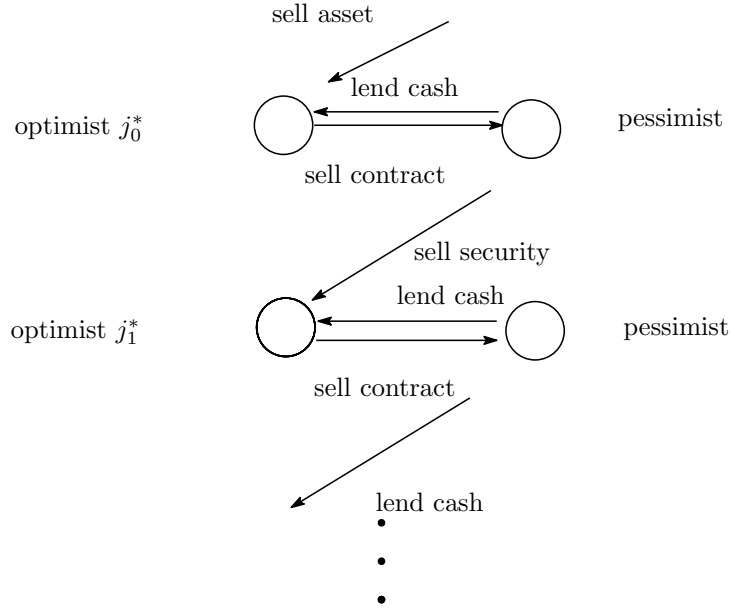 sell asset
lend cash
optimist j₀*
pessimist
sell contract
sell security
lend cash
optimist j₁*
pessimist
sell contract
lend cash